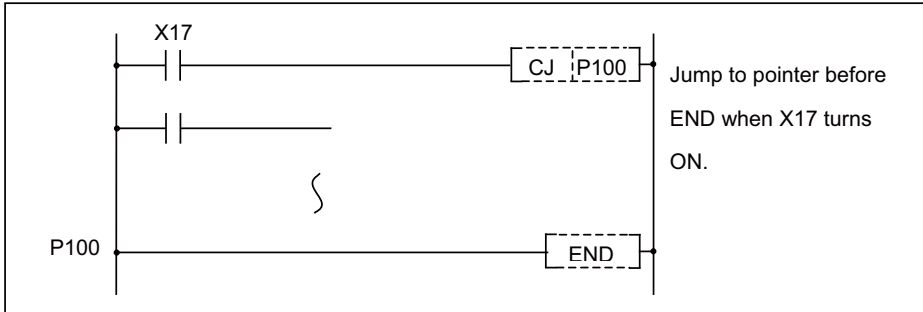 X17
CJ P100
Jump to pointer before
END when X17 turns
ON.
P100
END